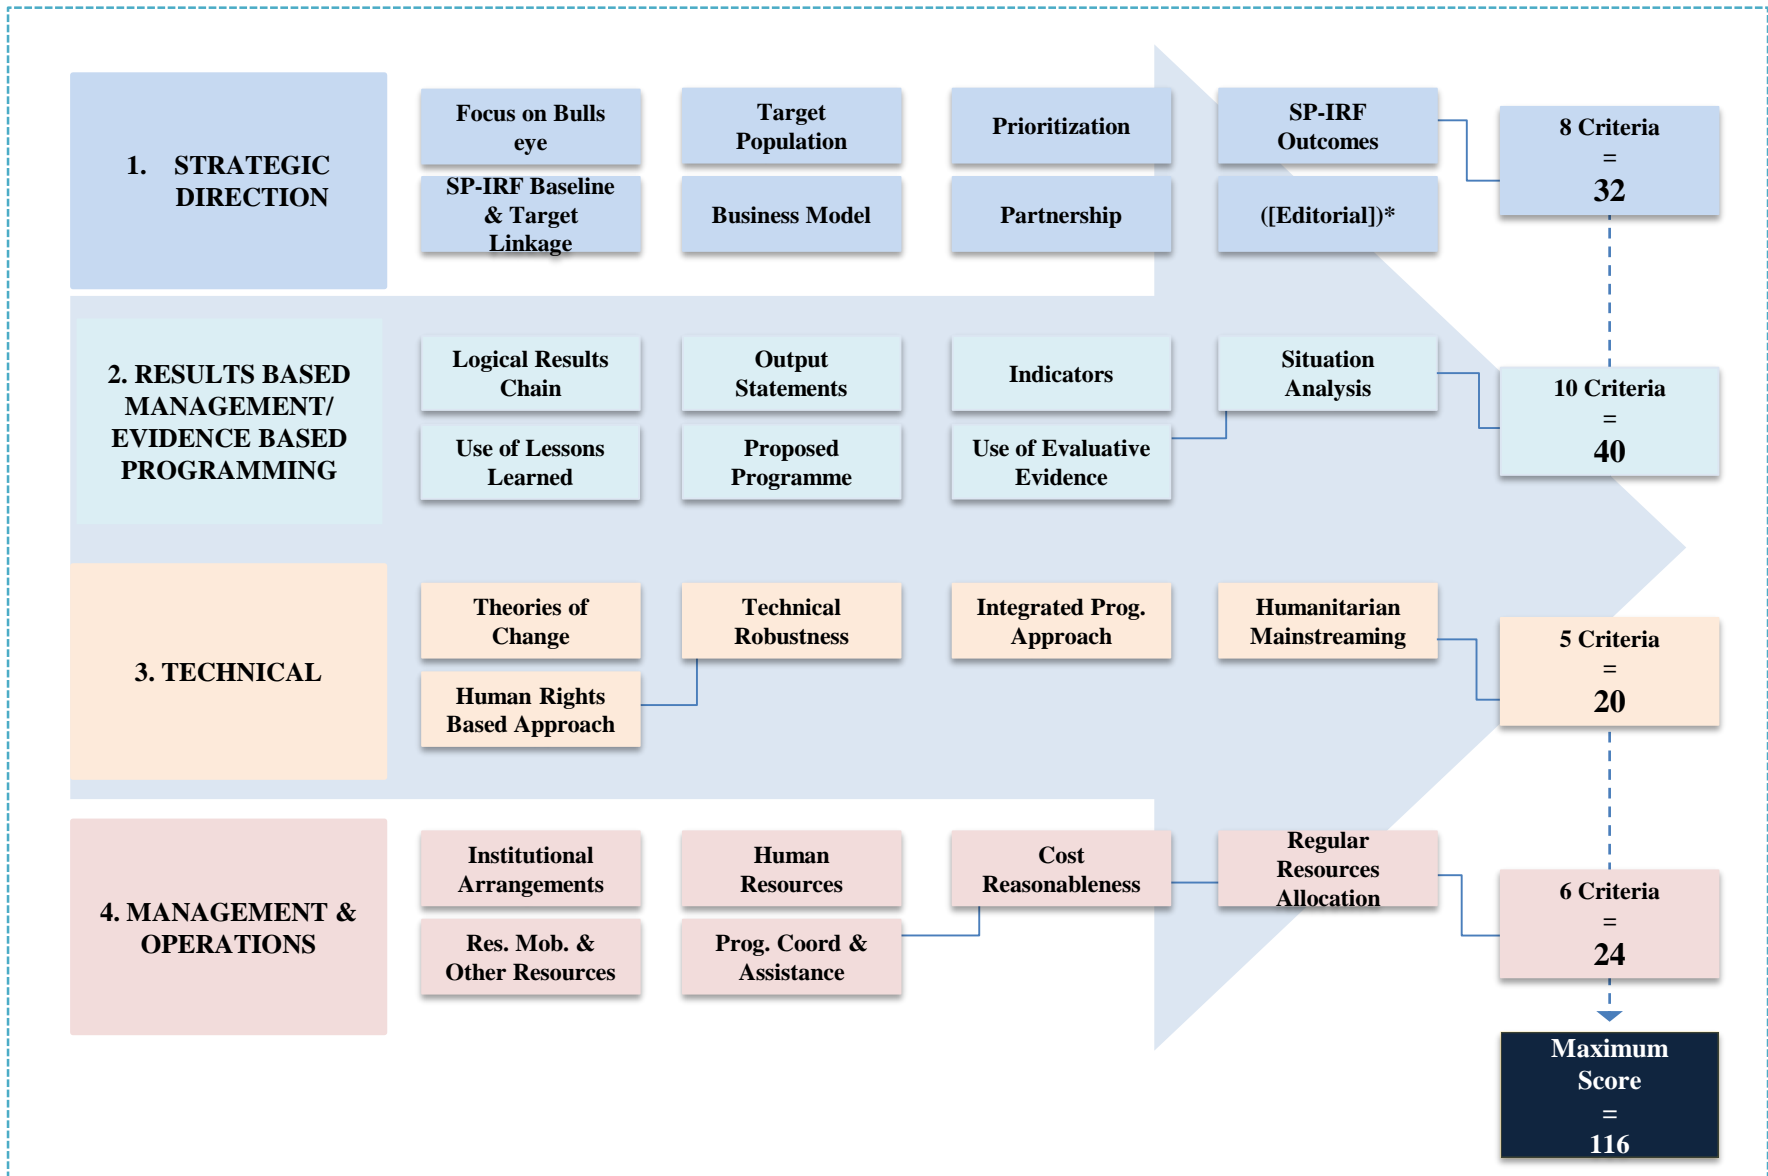 1. STRATEGIC
DIRECTION
Focus on Bulls
eye
Target
Population
Prioritization
SP-IRF
Outcomes
SP-IRF Baseline
& Target
Linkage
Business Model
Partnership
([Editorial])*
8 Criteria
=
32
2. RESULTS BASED
MANAGEMENT/
EVIDENCE BASED
PROGRAMMING
Logical Results
Chain
Output
Statements
Indicators
Situation
Analysis
Use of Lessons
Learned
Proposed
Programme
Use of Evaluative
Evidence
10 Criteria
=
40
3. TECHNICAL
Theories of
Change
Technical
Robustness
Integrated Prog.
Approach
Humanitarian
Mainstreaming
Human Rights
Based Approach
5 Criteria
=
20
4. MANAGEMENT &
OPERATIONS
Institutional
Arrangements
Human
Resources
Cost
Reasonableness
Regular
Resources
Allocation
Res. Mob. &
Other Resources
Prog. Coord &
Assistance
6 Criteria
=
24
Maximum
Score
=
116